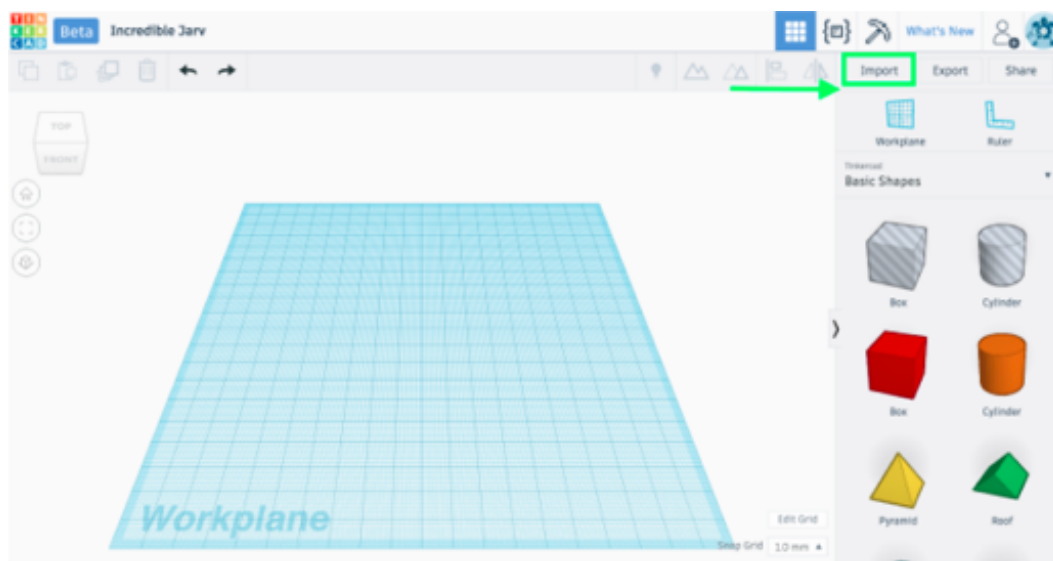 TIN
KER
CAD
Beta Incredible Jarv What's New
Import Export Share
TOP
FRONT
Workplane Ruler
Tinkercad
Basic Shapes
Box Cylinder
Box Cylinder
Pyramid Roof
Workplane
Edit Grid
Snap Grid 1.0 mm